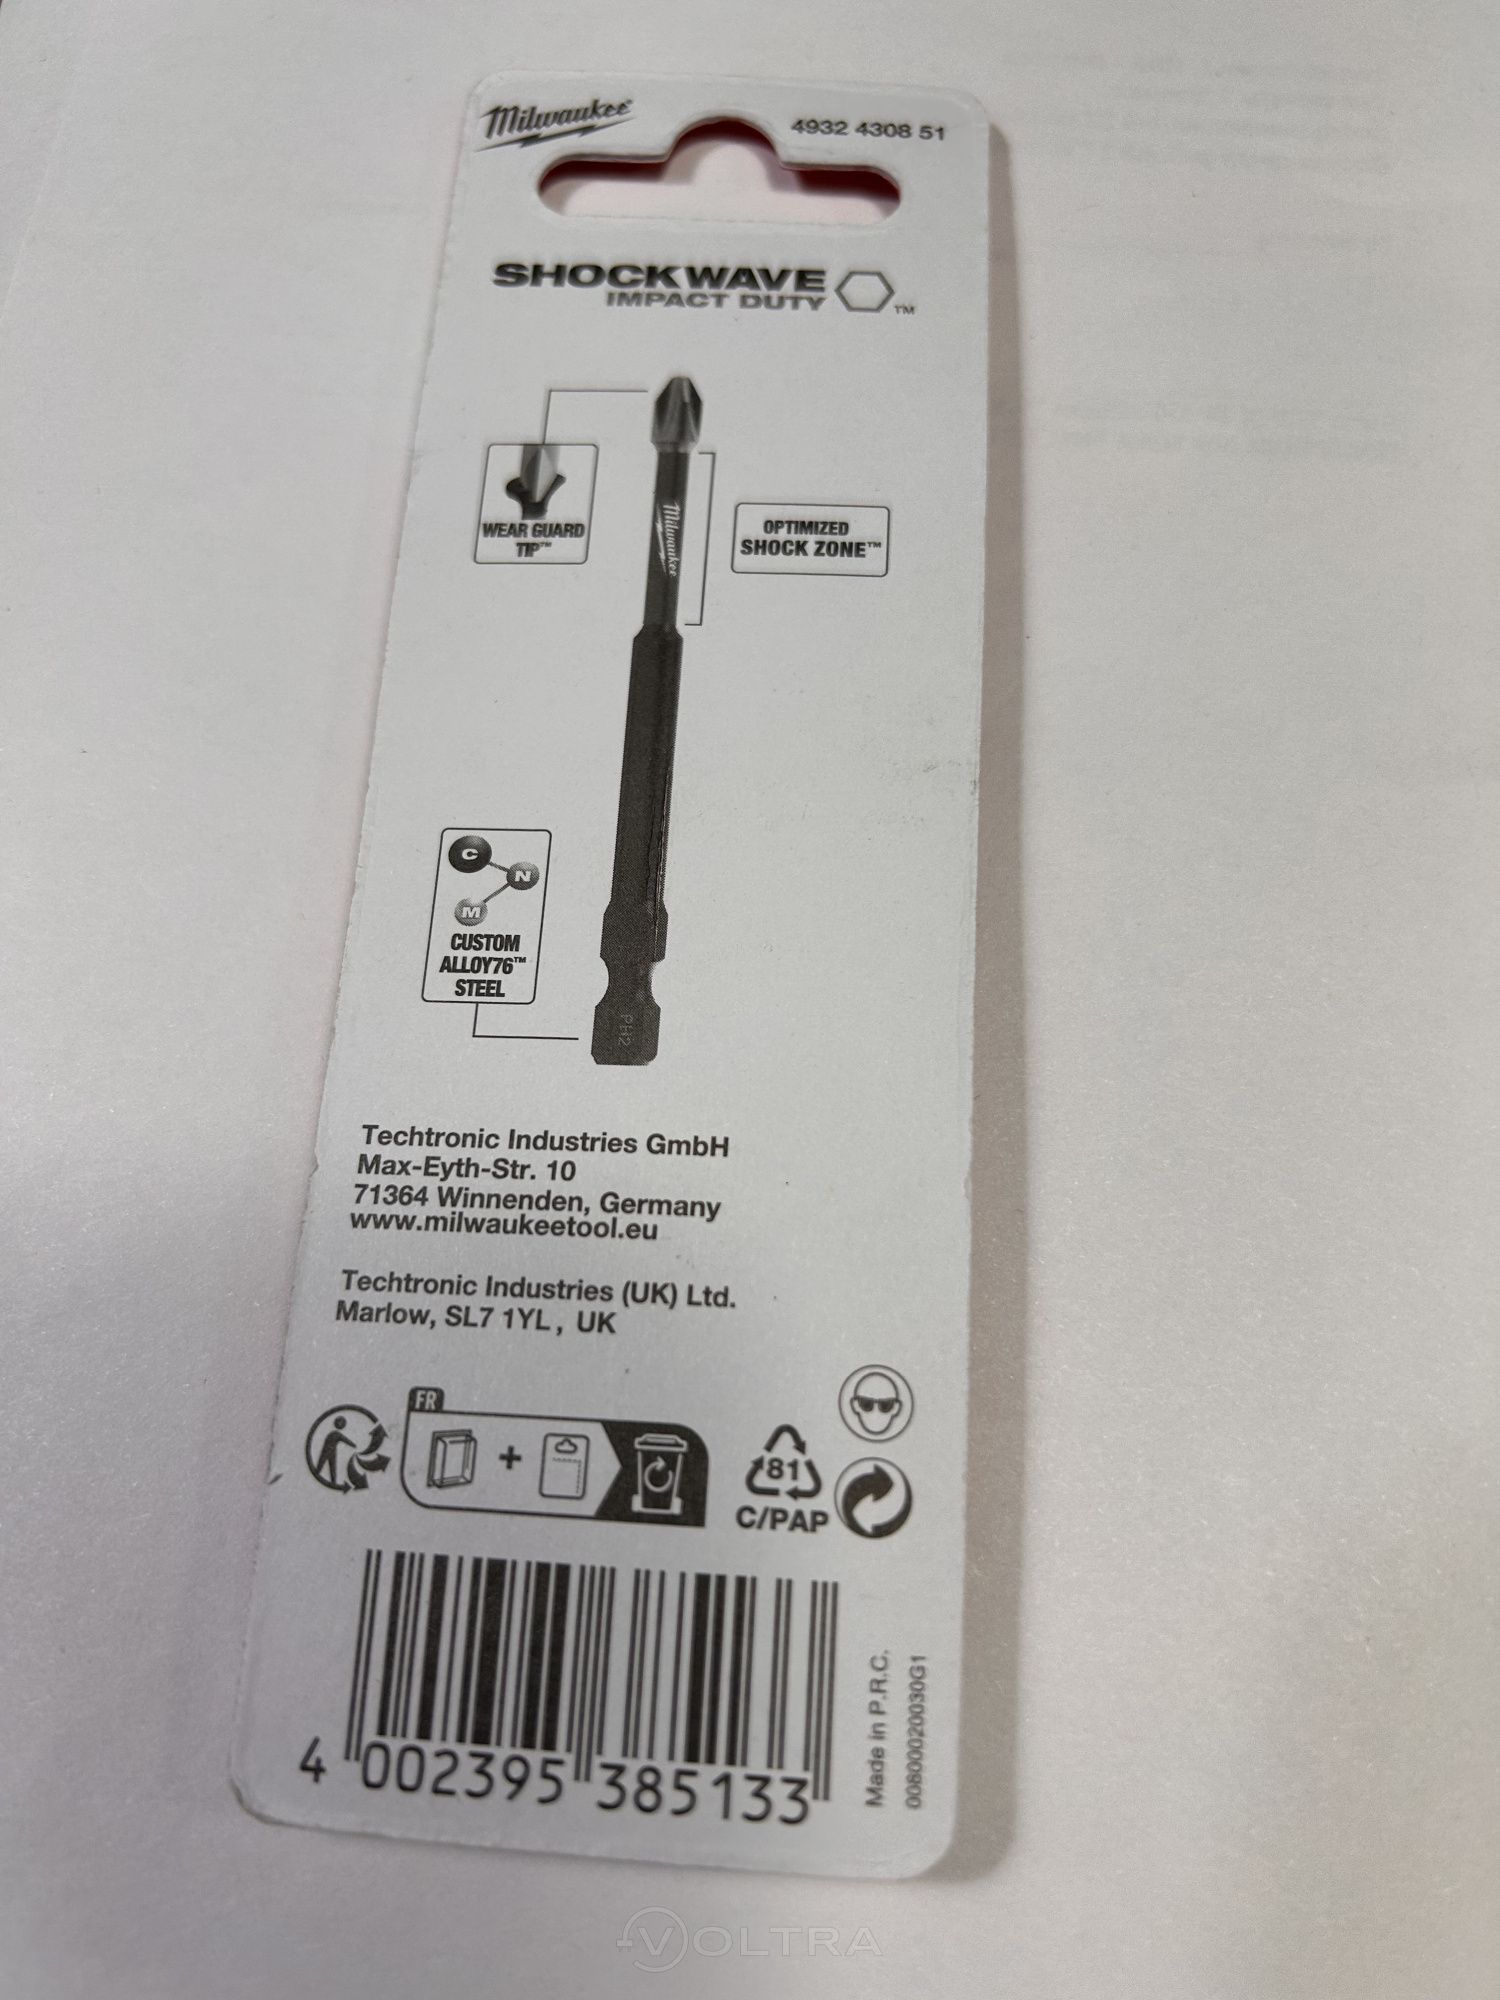 Milwaukee
4932 4308 51
SHOCKWAVE
IMPACT DUTY ™
WEAR GUARD
TIP™
Milwaukee
OPTIMIZED
SHOCK ZONE™
C
N
M
CUSTOM
ALLOY76™
STEEL
PH2
Techtronic Industries GmbH
Max-Eyth-Str. 10
71364 Winnenden, Germany
www.milwaukeetool.eu
Techtronic Industries (UK) Ltd.
Marlow, SL7 1YL, UK
FR
+
81
C/PAP
4 002395 385133
Made in P.R.C.
0080002003001
VOLTRA